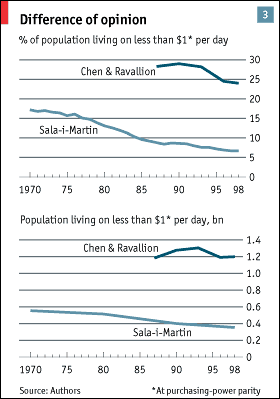 Difference of opinion
3
% of population living on less than $1* per day
30
25
20
15
10
5
0
Chen & Ravallion
Sala-i-Martin
1970 75 80 85 90 95 98
Population living on less than $1* per day, bn
1.4
1.2
1.0
0.8
0.6
0.4
0.2
0
Chen & Ravallion
Sala-i-Martin
1970 75 80 85 90 95 98
Source: Authors
*At purchasing-power parity